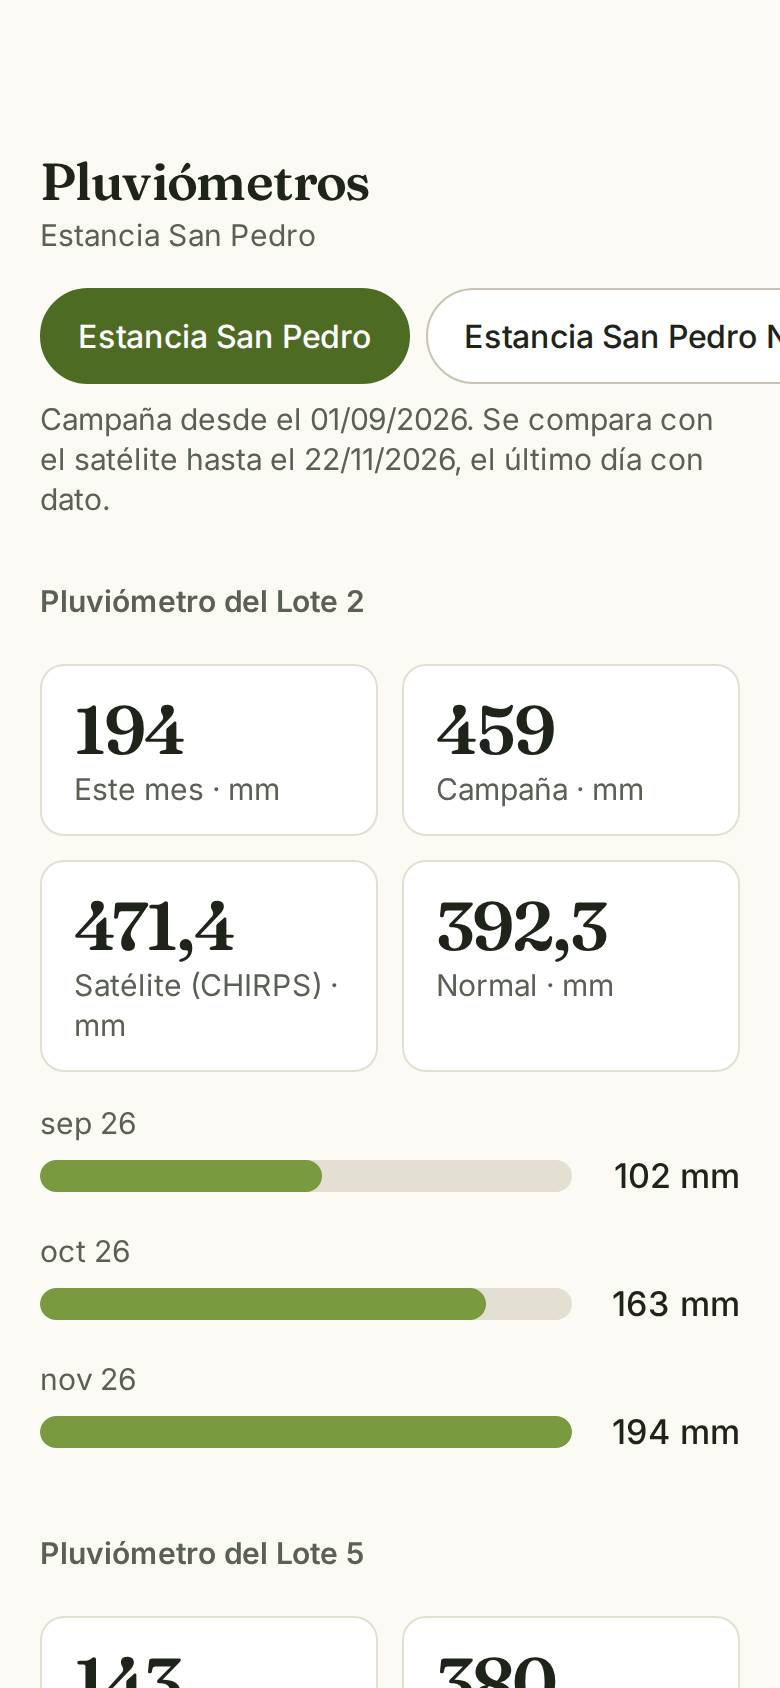 Pluviómetros
Estancia San Pedro
Estancia San Pedro
Estancia San Pedro N
Campaña desde el 01/09/2026. Se compara con
el satélite hasta el 22/11/2026, el último día con
dato.
Pluviómetro del Lote 2
194
Este mes · mm
459
Campaña · mm
471,4
Satélite (CHIRPS) ·
mm
392,3
Normal · mm
sep 26
102 mm
oct 26
163 mm
nov 26
194 mm
Pluviómetro del Lote 5
143
380